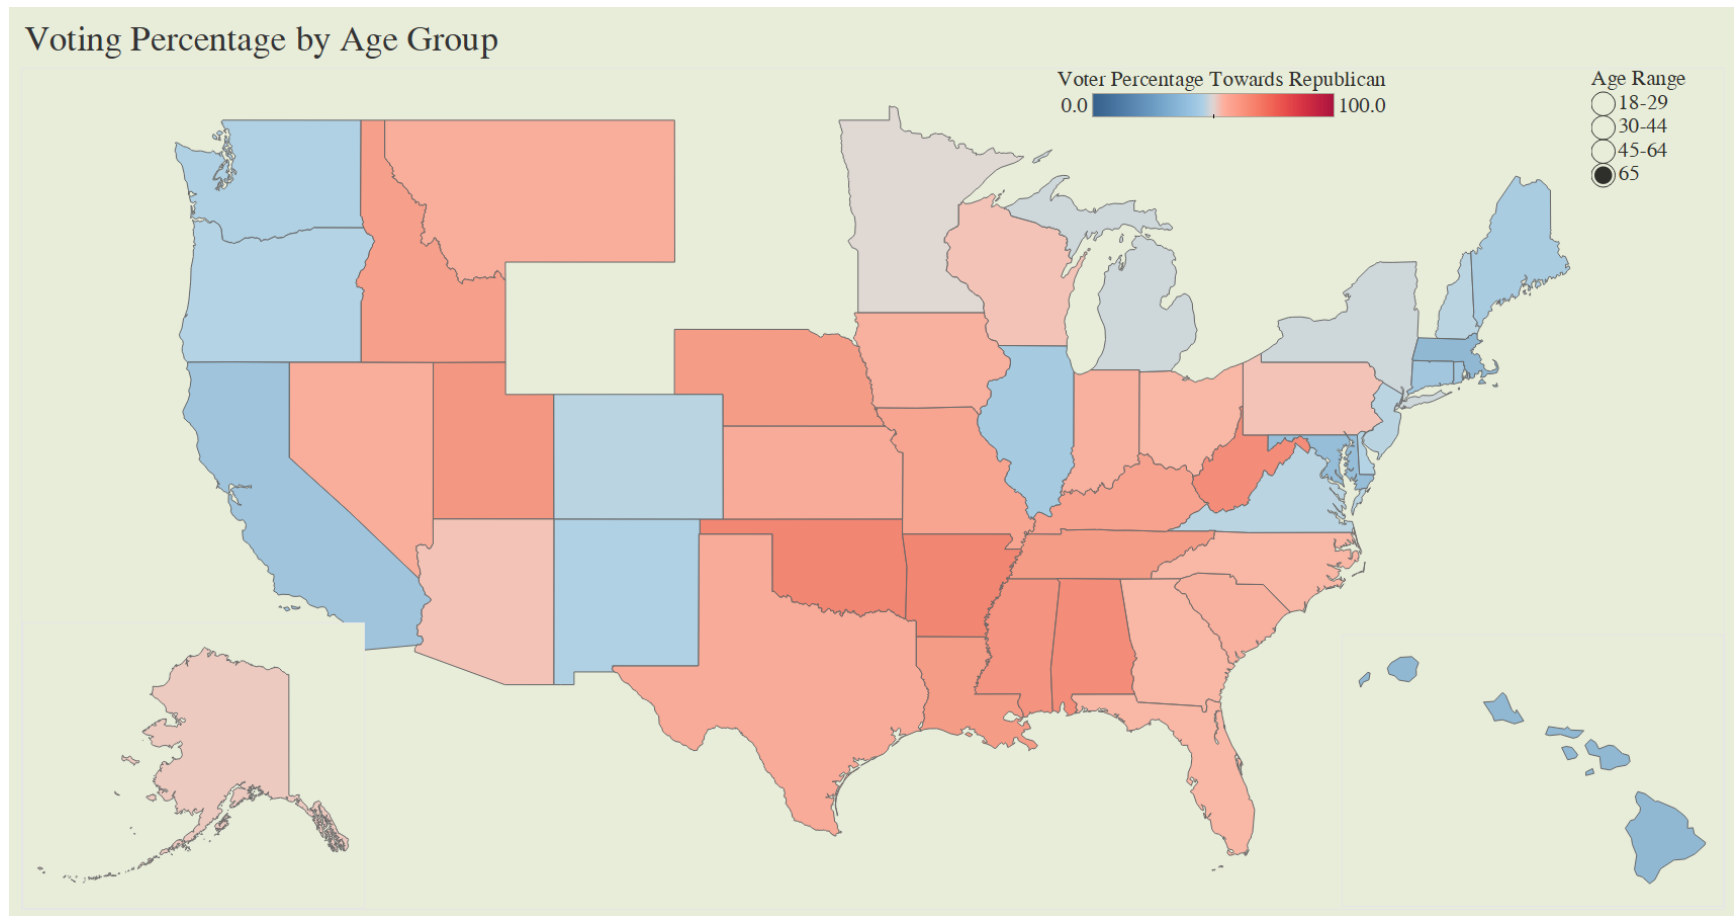 Voting Percentage by Age Group
Voter Percentage Towards Republican
0.0 100.0
Age Range
18-29
30-44
45-64
65